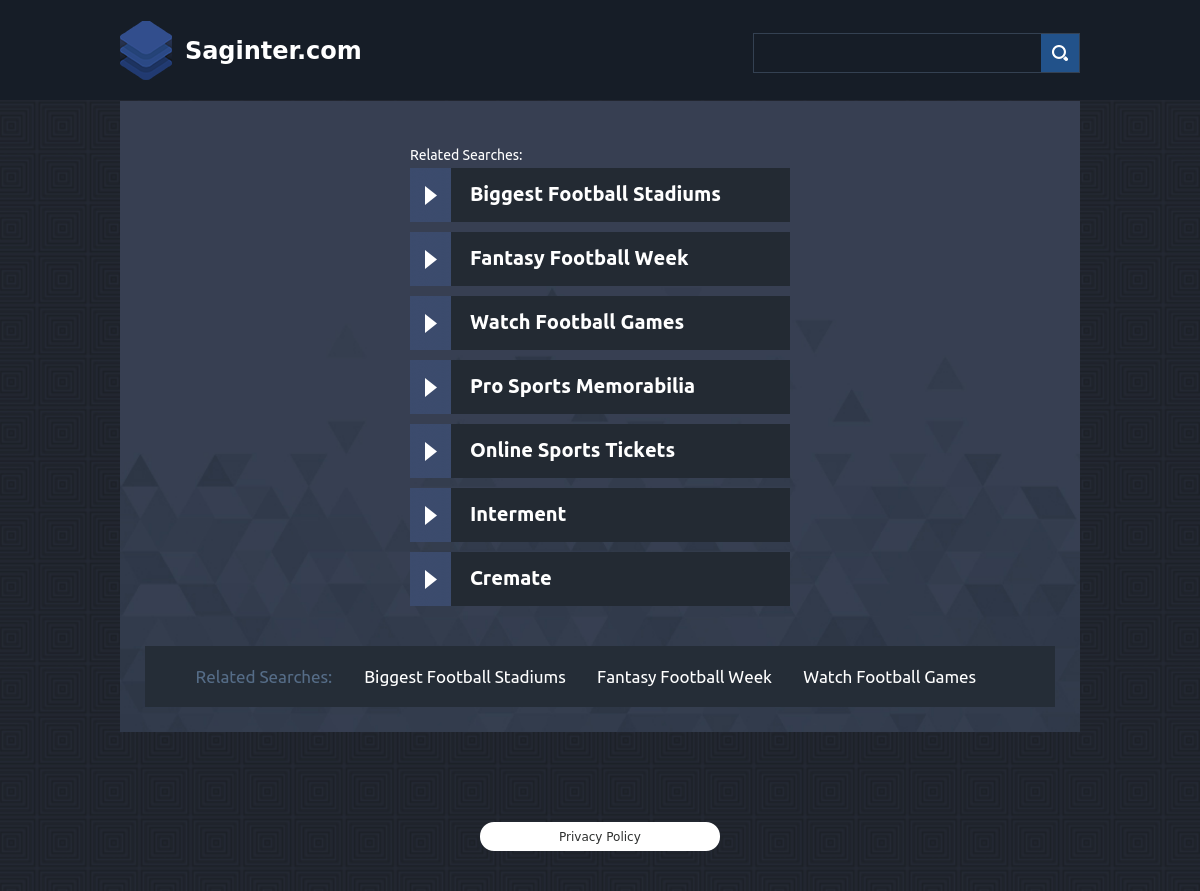 Saginter.com
Related Searches:
Biggest Football Stadiums
Fantasy Football Week
Watch Football Games
Pro Sports Memorabilia
Online Sports Tickets
Interment
Cremate
Related Searches: Biggest Football Stadiums Fantasy Football Week Watch Football Games
Privacy Policy